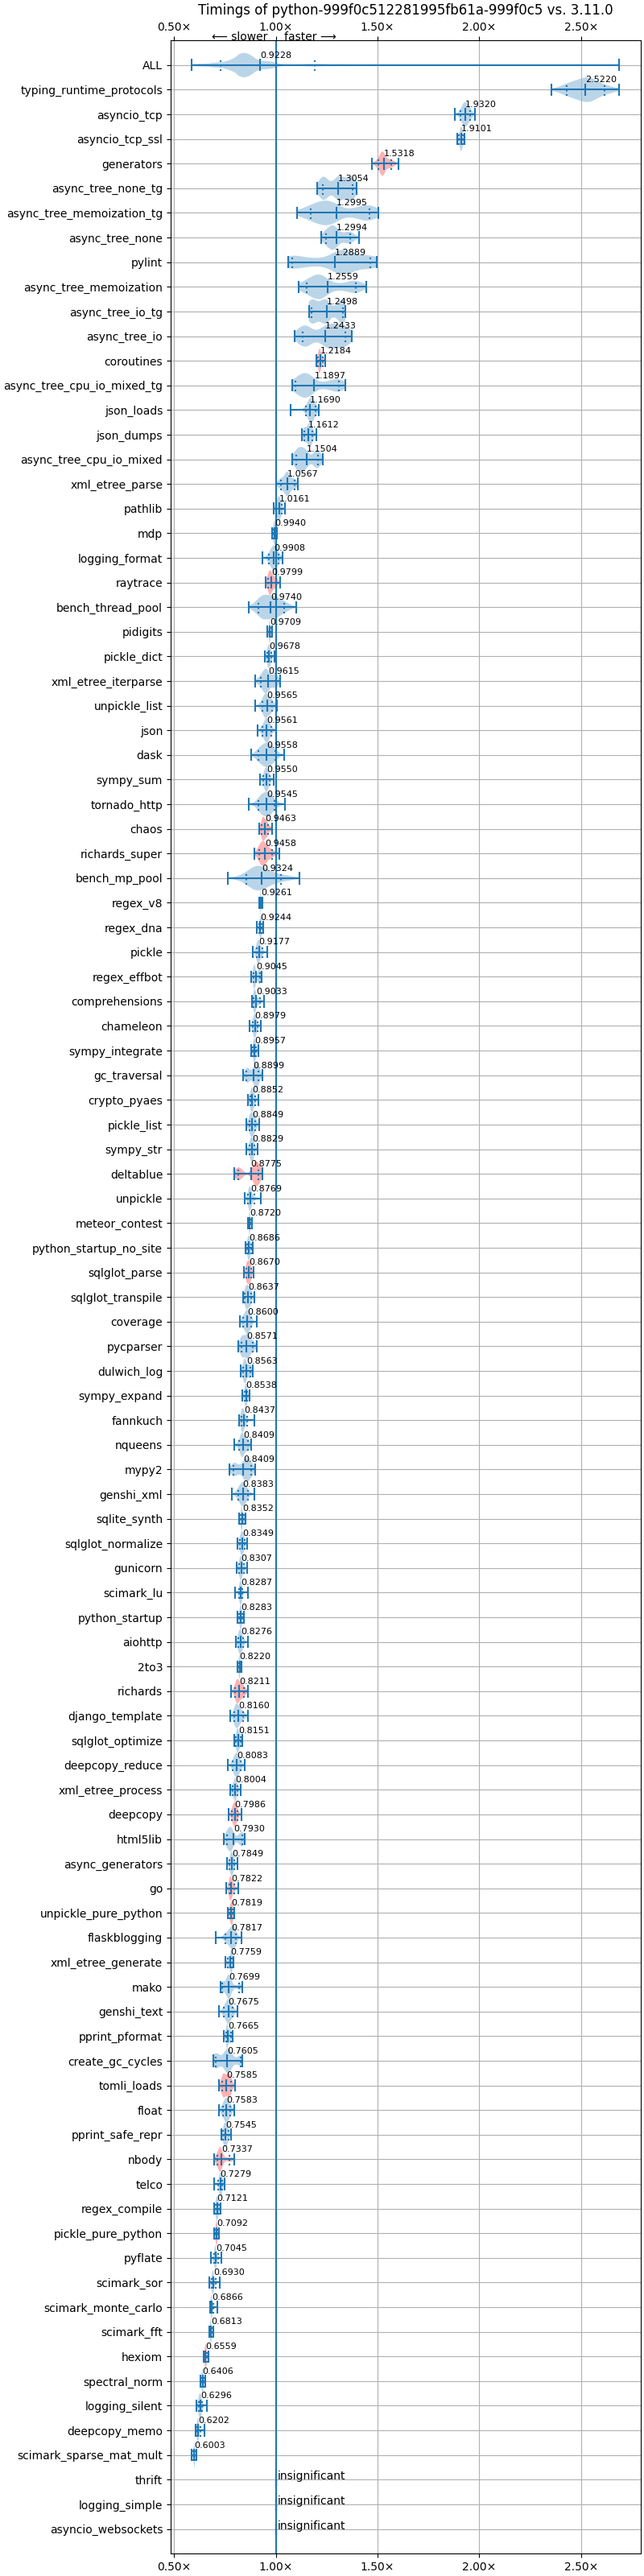 Timings of python-999f0c512281995fb61a-999f0c5 vs. 3.11.0
0.50× 1.00× 1.50× 2.00× 2.50×
⟵ slower faster ⟶
ALL 0.9228
typing_runtime_protocols 2.5220
asyncio_tcp 1.9320
asyncio_tcp_ssl 1.9101
generators 1.5318
async_tree_none_tg 1.3054
async_tree_memoization_tg 1.2995
async_tree_none 1.2994
pylint 1.2889
async_tree_memoization 1.2559
async_tree_io_tg 1.2498
async_tree_io 1.2433
coroutines 1.2184
async_tree_cpu_io_mixed_tg 1.1897
json_loads 1.1690
json_dumps 1.1612
async_tree_cpu_io_mixed 1.1504
xml_etree_parse 1.0567
pathlib 1.0161
mdp 0.9940
logging_format 0.9908
raytrace 0.9799
bench_thread_pool 0.9740
pidigits 0.9709
pickle_dict 0.9678
xml_etree_iterparse 0.9615
unpickle_list 0.9565
json 0.9561
dask 0.9558
sympy_sum 0.9550
tornado_http 0.9545
chaos 0.9463
richards_super 0.9458
bench_mp_pool 0.9324
regex_v8 0.9261
regex_dna 0.9244
pickle 0.9177
regex_effbot 0.9045
comprehensions 0.9033
chameleon 0.8979
sympy_integrate 0.8957
gc_traversal 0.8899
crypto_pyaes 0.8852
pickle_list 0.8849
sympy_str 0.8829
deltablue 0.8775
unpickle 0.8769
meteor_contest 0.8720
python_startup_no_site 0.8686
sqlglot_parse 0.8670
sqlglot_transpile 0.8637
coverage 0.8600
pycparser 0.8571
dulwich_log 0.8563
sympy_expand 0.8538
fannkuch 0.8437
nqueens 0.8409
mypy2 0.8409
genshi_xml 0.8383
sqlite_synth 0.8352
sqlglot_normalize 0.8349
gunicorn 0.8307
scimark_lu 0.8287
python_startup 0.8283
aiohttp 0.8276
2to3 0.8220
richards 0.8211
django_template 0.8160
sqlglot_optimize 0.8151
deepcopy_reduce 0.8083
xml_etree_process 0.8004
deepcopy 0.7986
html5lib 0.7930
async_generators 0.7849
go 0.7822
unpickle_pure_python 0.7819
flaskblogging 0.7817
xml_etree_generate 0.7759
mako 0.7699
genshi_text 0.7675
pprint_pformat 0.7665
create_gc_cycles 0.7605
tomli_loads 0.7585
float 0.7583
pprint_safe_repr 0.7545
nbody 0.7337
telco 0.7279
regex_compile 0.7121
pickle_pure_python 0.7092
pyflate 0.7045
scimark_sor 0.6930
scimark_monte_carlo 0.6866
scimark_fft 0.6813
hexiom 0.6559
spectral_norm 0.6406
logging_silent 0.6296
deepcopy_memo 0.6202
scimark_sparse_mat_mult 0.6003
thrift insignificant
logging_simple insignificant
asyncio_websockets insignificant
0.50× 1.00× 1.50× 2.00× 2.50×